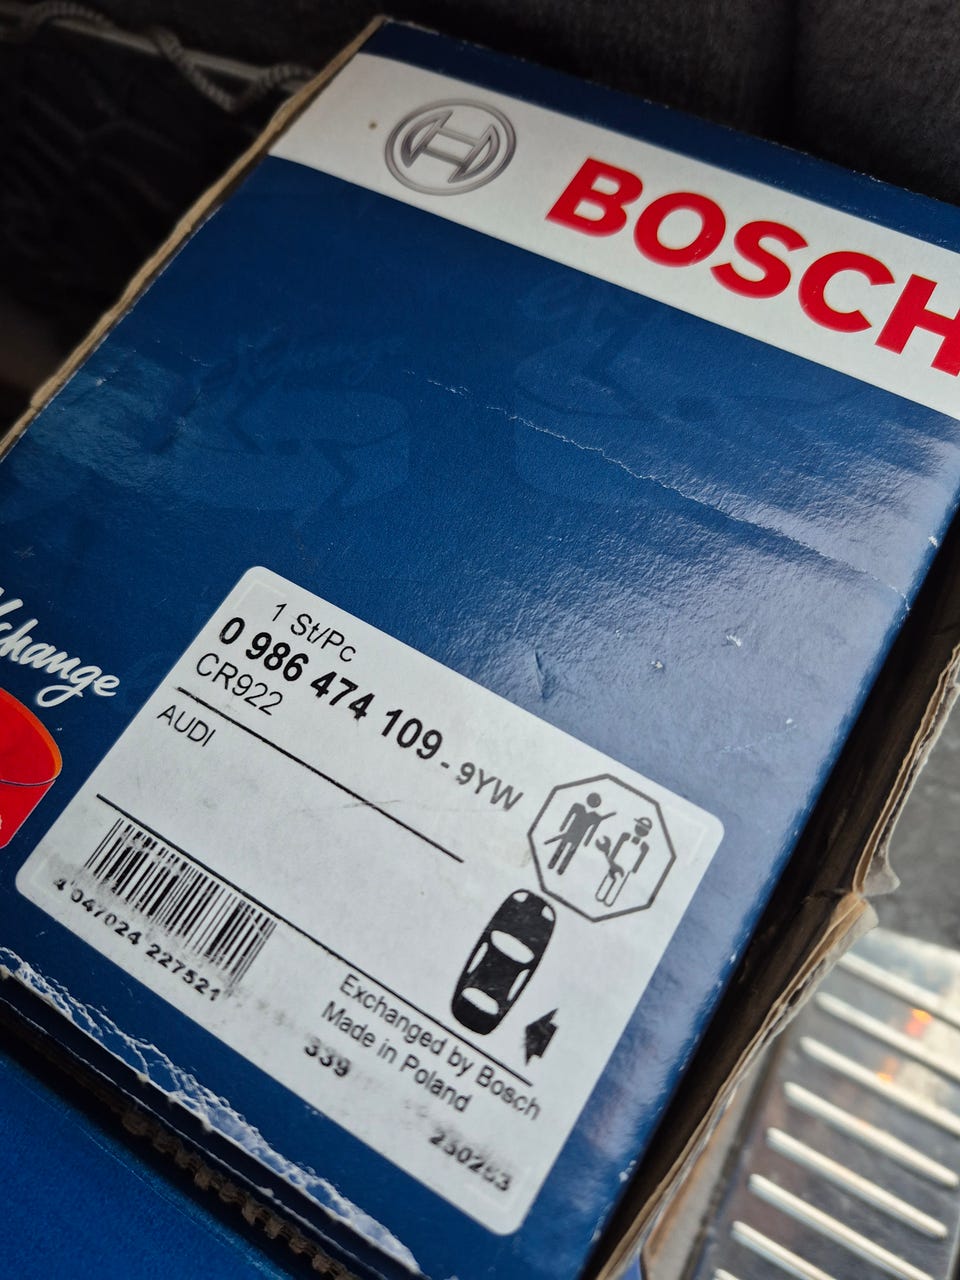 BOSCH
change
1 St/Pc
0 986 474 109 - 9YW
CR922
AUDI
4 047024 227521
Exchanged by Bosch
Made in Poland
339